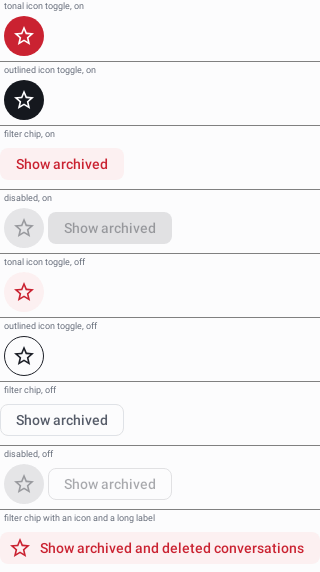 tonal icon toggle, on
outlined icon toggle, on
filter chip, on
Show archived
disabled, on
Show archived
tonal icon toggle, off
outlined icon toggle, off
filter chip, off
Show archived
disabled, off
Show archived
filter chip with an icon and a long label
Show archived and deleted conversations